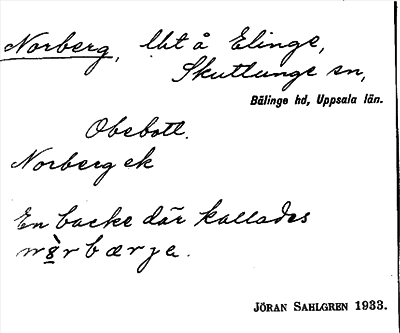 Norberg, lht å Elinge,
Skuttunge sn,
Bälinge hd, Uppsala län.
Obebott.
Norberg ek
En backe där kallades
JÖRAN SAHLGREN 1933.